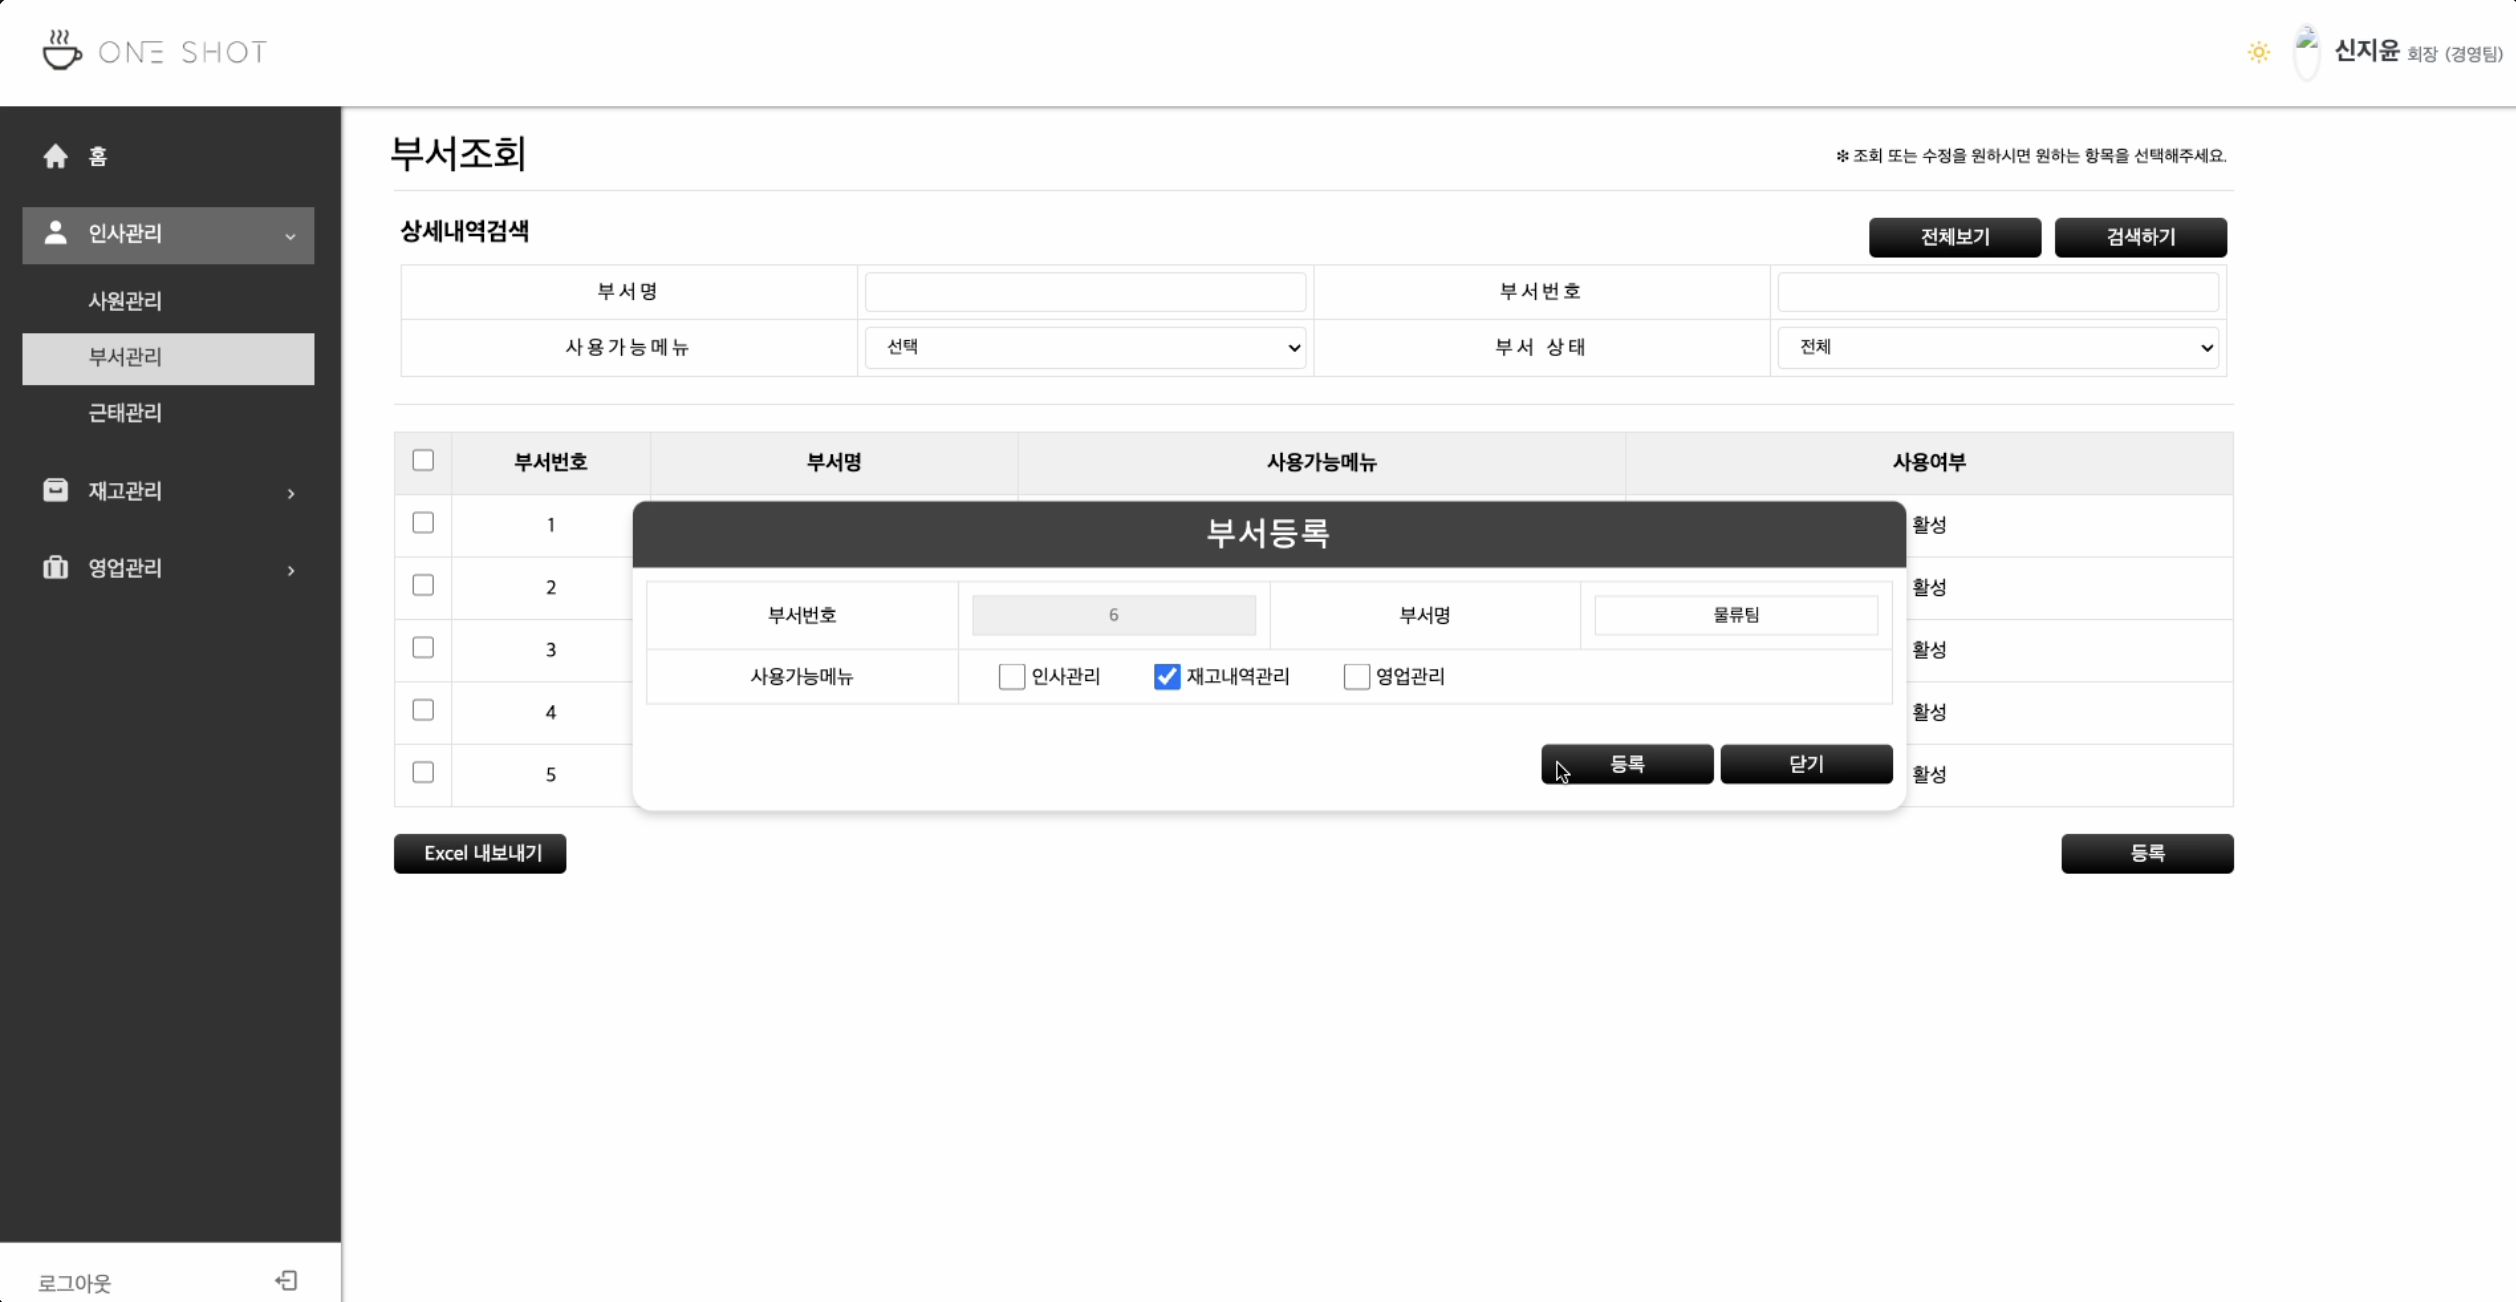 ONE SHOT
신지윤 회장 (경영팀)
홈
인사관리
사원관리
부서관리
근태관리
재고관리
영업관리
로그아웃
부서조회
※ 조회 또는 수정을 원하시면 원하는 항목을 선택해주세요.
상세내역검색
전체보기 검색하기
부서명 부서번호
사용가능메뉴 선택 부서 상태 전체
부서번호 부서명 사용가능메뉴 사용여부
1 활성
2 활성
3 활성
4 활성
5 활성
부서등록
부서번호 6 부서명 물류팀
사용가능메뉴 인사관리 재고내역관리 영업관리
등록 닫기
Excel 내보내기 등록